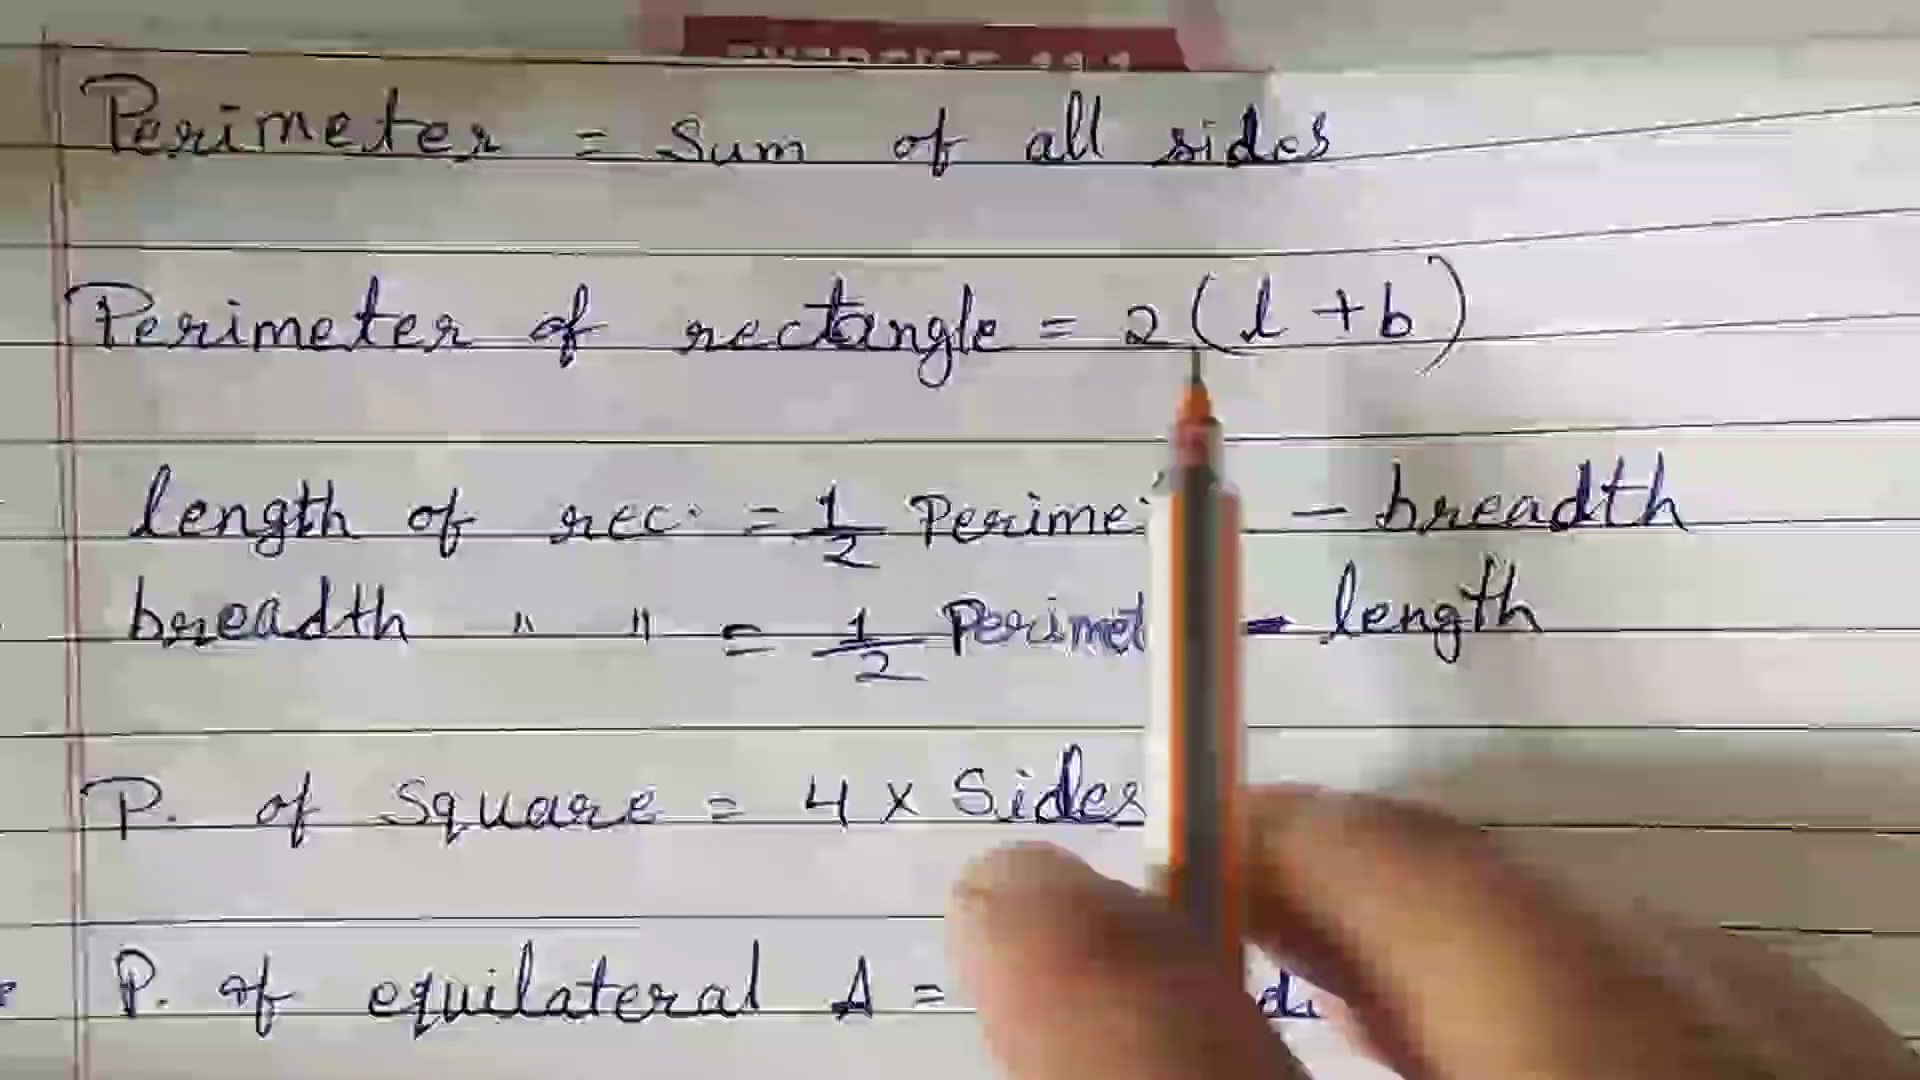 Perimeter = Sum of all sides
Perimeter of rectangle = 2(l+b)
length of rec. = 1/2 Perime - breadth
breadth " " = 1/2 Perimet - length
P. of Square = 4 x Sides
P. of equilateral Δ =